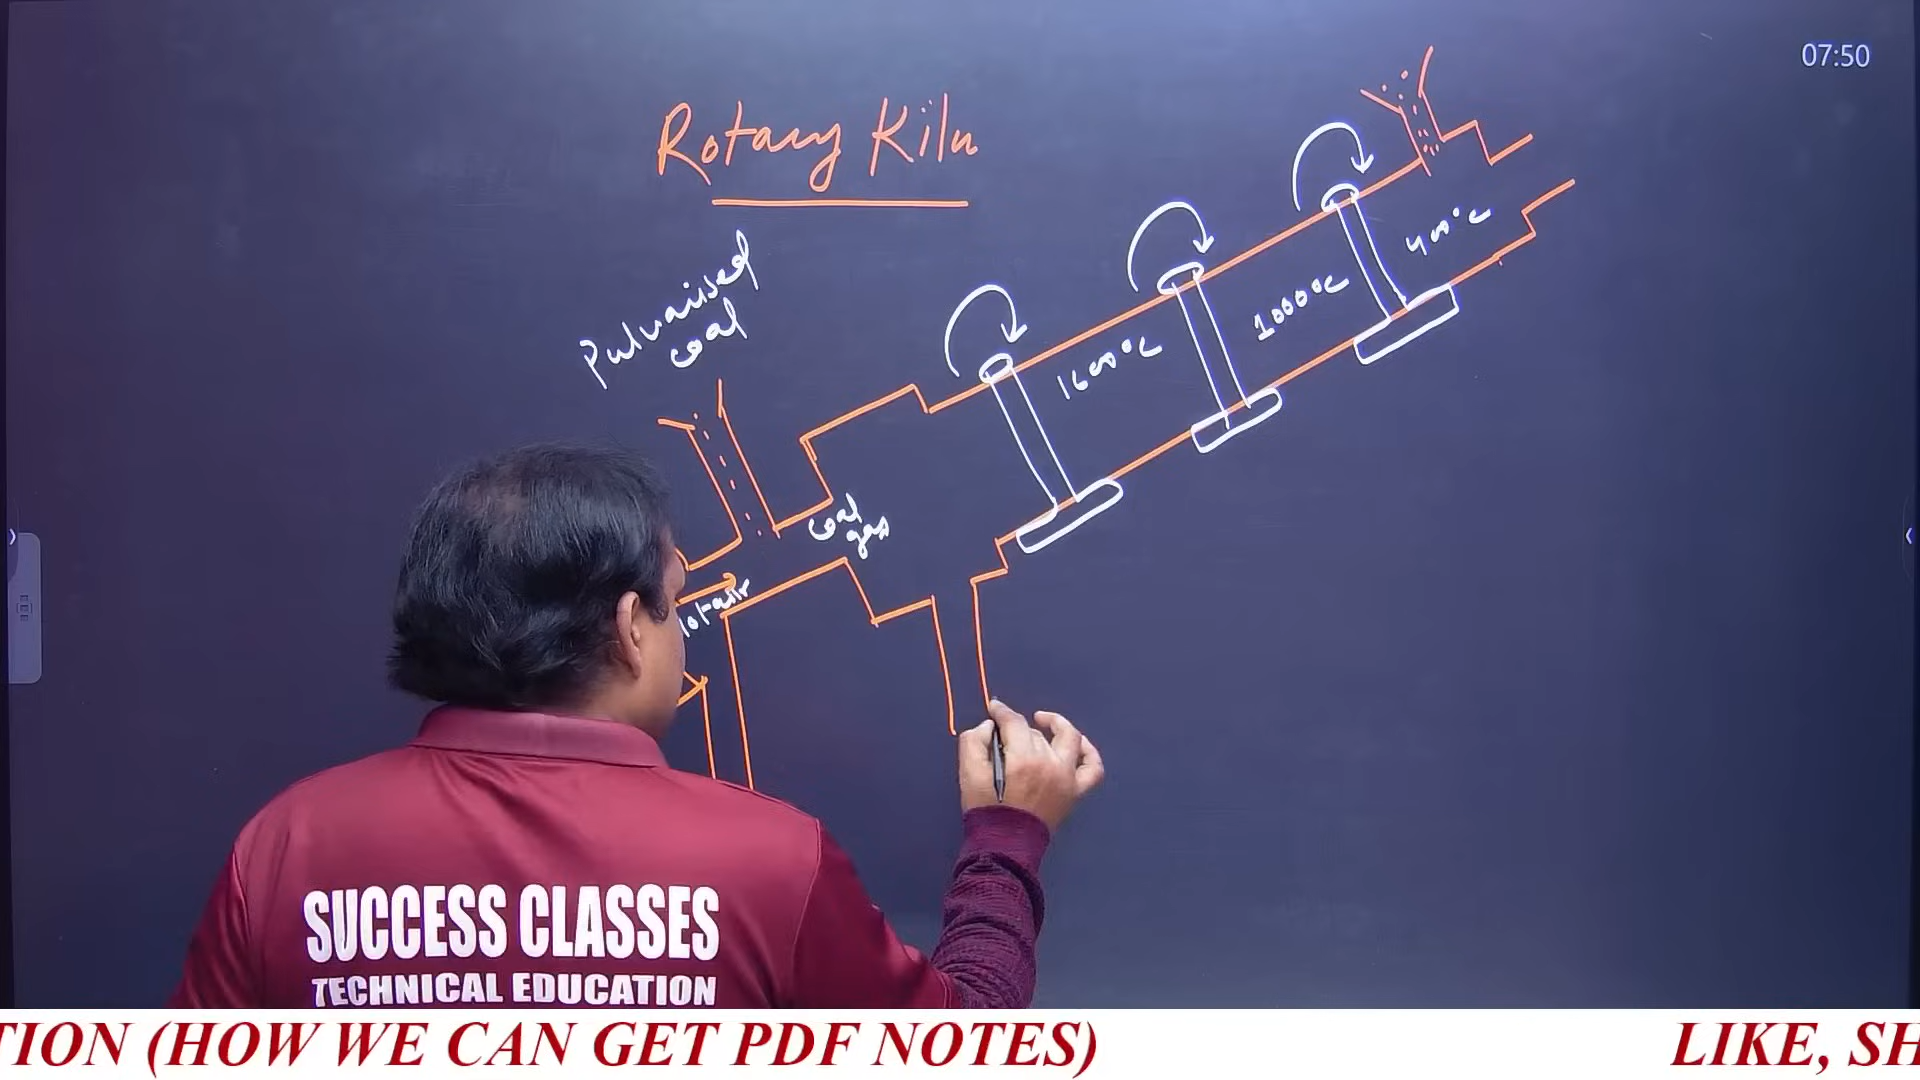 07:50
Rotary Kiln
Pulvarised
coal
400°C
1000°C
1600°C
coal
gas
Hot air
SUCCESS CLASSES
TECHNICAL EDUCATION
TION (HOW WE CAN GET PDF NOTES)
LIKE, SH